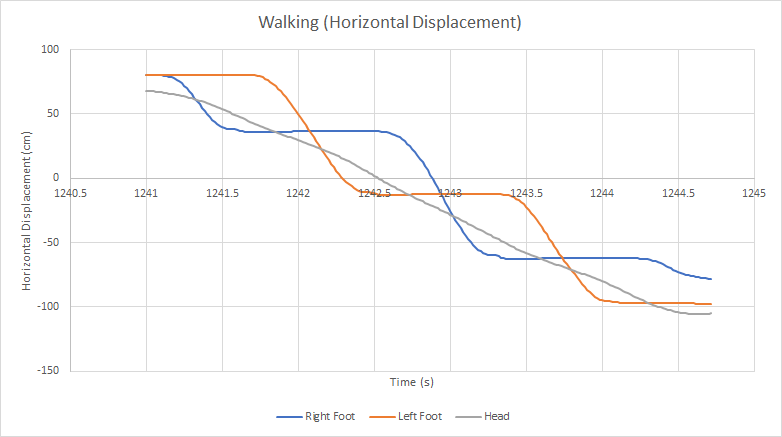 Walking (Horizontal Displacement)
100
50
0
-50
-100
-150
Horizontal Displacement (cm)
1240.5 1241 1241.5 1242 1242.5 1243 1243.5 1244 1244.5 1245
Time (s)
Right Foot Left Foot Head